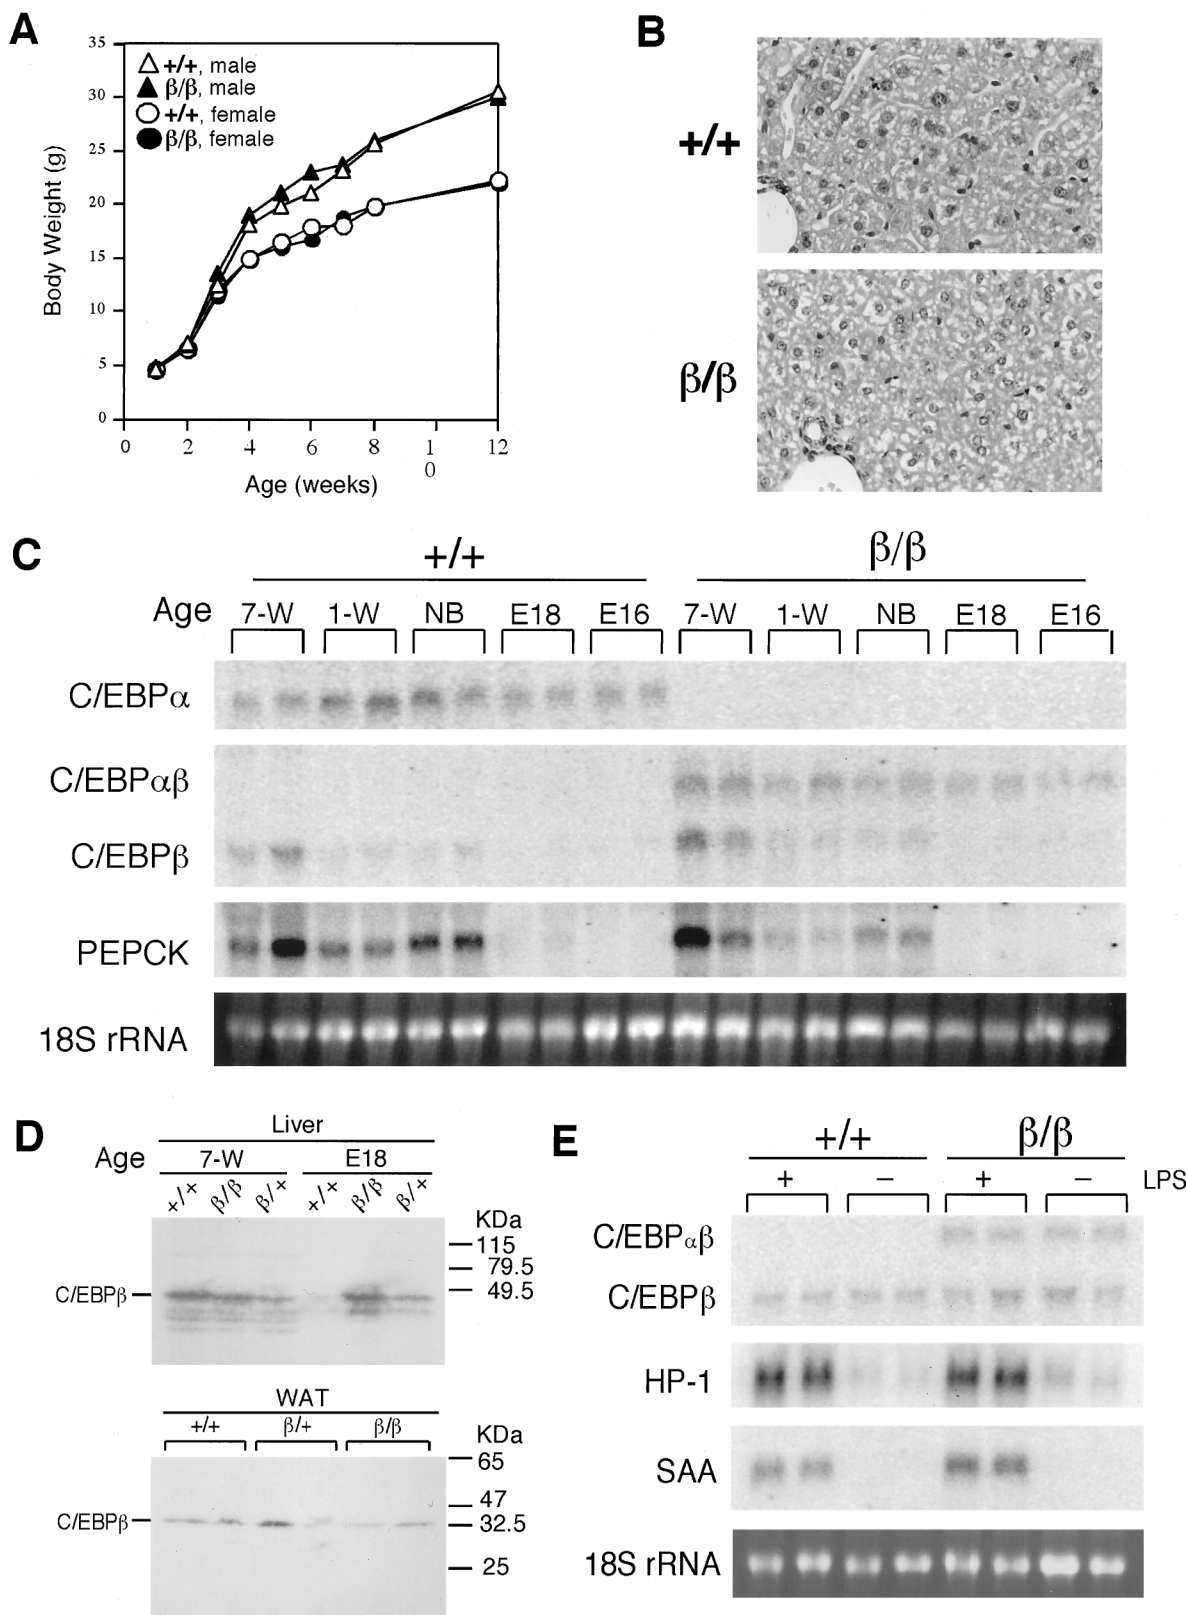 A
35
30
25
20
15
10
5
0
Body Weight (g)
+/+, male
β/β, male
+/+, female
β/β, female
0 2 4 6 8 1 12
0
Age (weeks)
B
+/+
β/β
C
+/+ β/β
Age 7-W 1-W NB E18 E16 7-W 1-W NB E18 E16
C/EBPα
C/EBPαβ
C/EBPβ
PEPCK
18S rRNA
D
Liver
Age 7-W E18
+/+ β/β β/+ +/+ β/β β/+
KDa
115
79.5
C/EBPβ 49.5
WAT
+/+ β/+ β/β
KDa
65
47
C/EBPβ 32.5
25
E
+/+ β/β
+ − + − LPS
C/EBPαβ
C/EBPβ
HP-1
SAA
18S rRNA